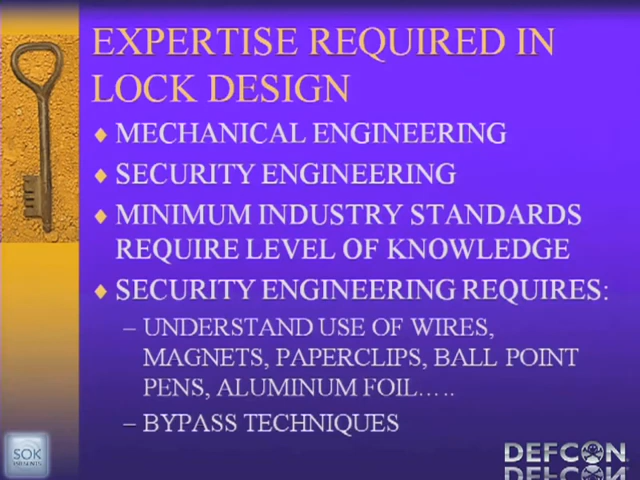 EXPERTISE REQUIRED IN
LOCK DESIGN
MECHANICAL ENGINEERING
SECURITY ENGINEERING
MINIMUM INDUSTRY STANDARDS
REQUIRE LEVEL OF KNOWLEDGE
SECURITY ENGINEERING REQUIRES:
– UNDERSTAND USE OF WIRES,
MAGNETS, PAPERCLIPS, BALL POINT
PENS, ALUMINUM FOIL…..
– BYPASS TECHNIQUES
SOK
PRESENTS
DEFCON